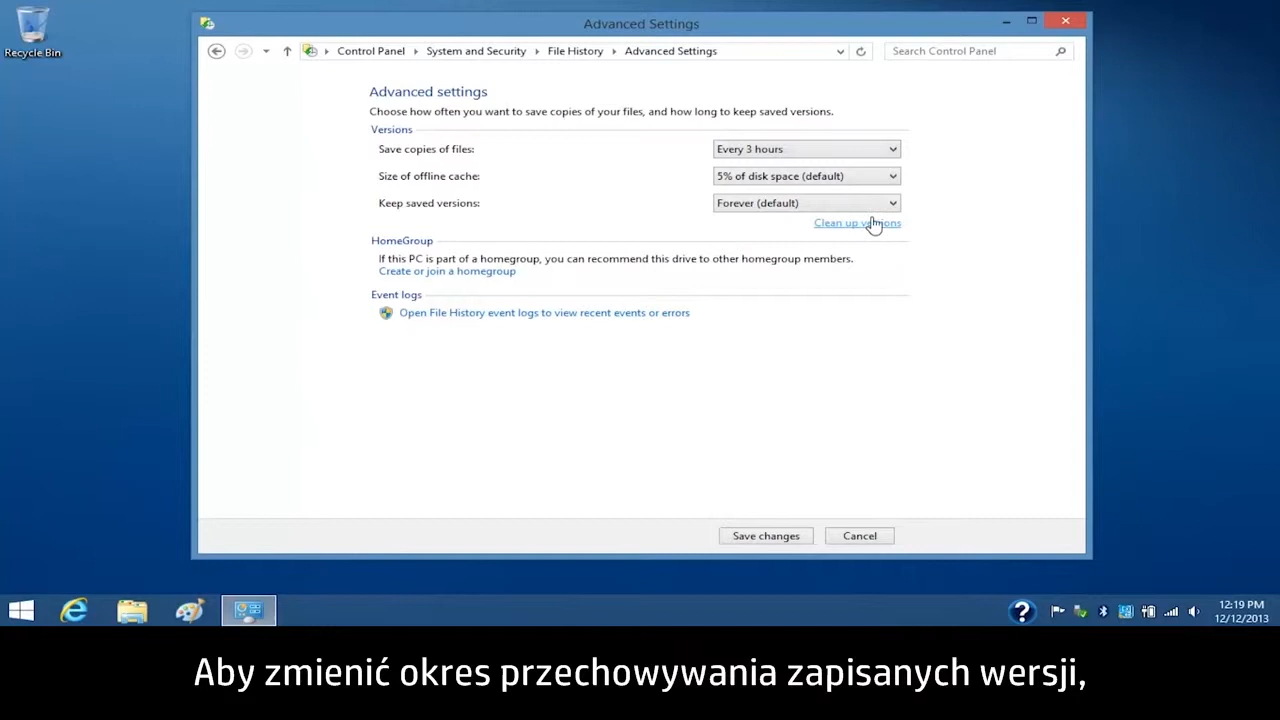 Advanced Settings
Recycle Bin
Control Panel System and Security File History Advanced Settings
Search Control Panel
Advanced settings
Choose how often you want to save copies of your files, and how long to keep saved versions.
Versions
Save copies of files: Every 3 hours
Size of offline cache: 5% of disk space (default)
Keep saved versions: Forever (default)
Clean up versions
HomeGroup
If this PC is part of a homegroup, you can recommend this drive to other homegroup members.
Create or join a homegroup
Event logs
Open File History event logs to view recent events or errors
Save changes Cancel
12:19 PM
12/12/2013
Aby zmienić okres przechowywania zapisanych wersji,